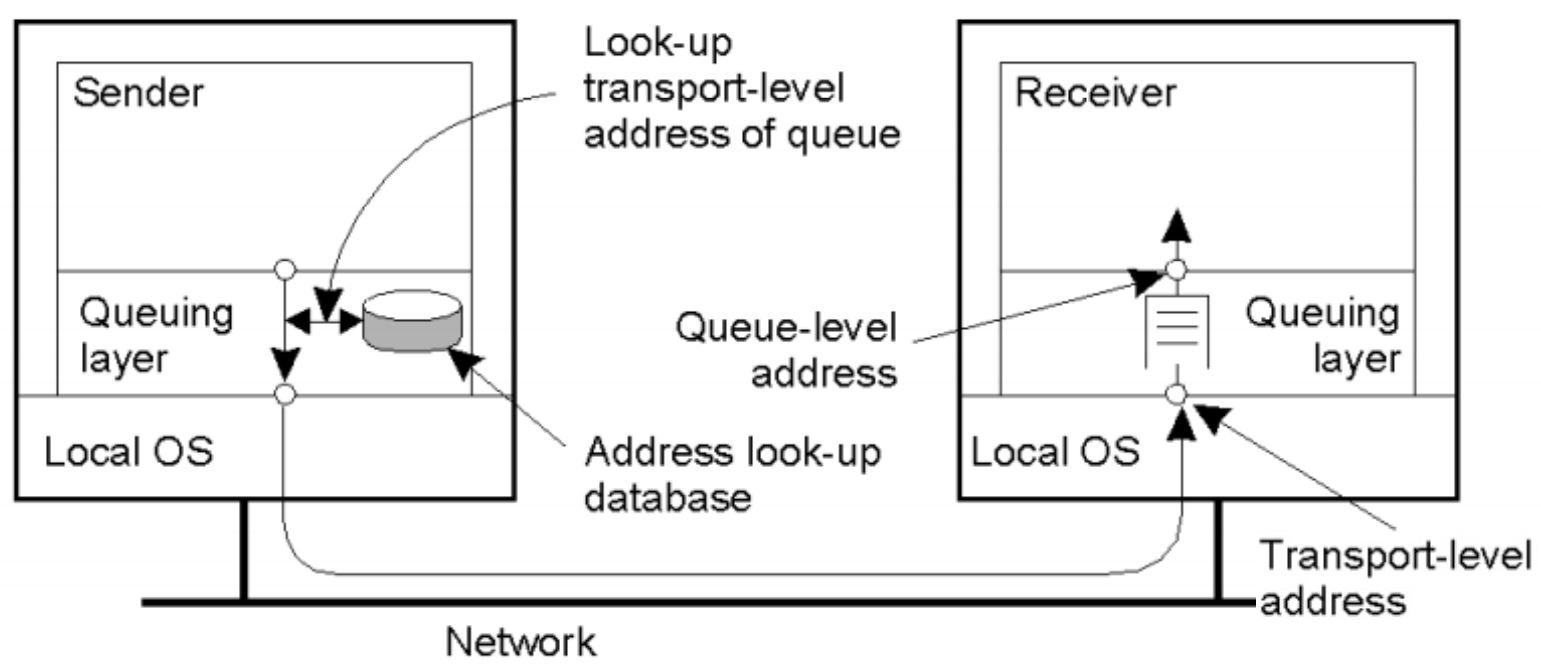 Sender
Look-up
transport-level
address of queue
Receiver
Queuing
layer
Queue-level
address
Queuing
layer
Local OS
Address look-up
database
Local OS
Transport-level
address
Network